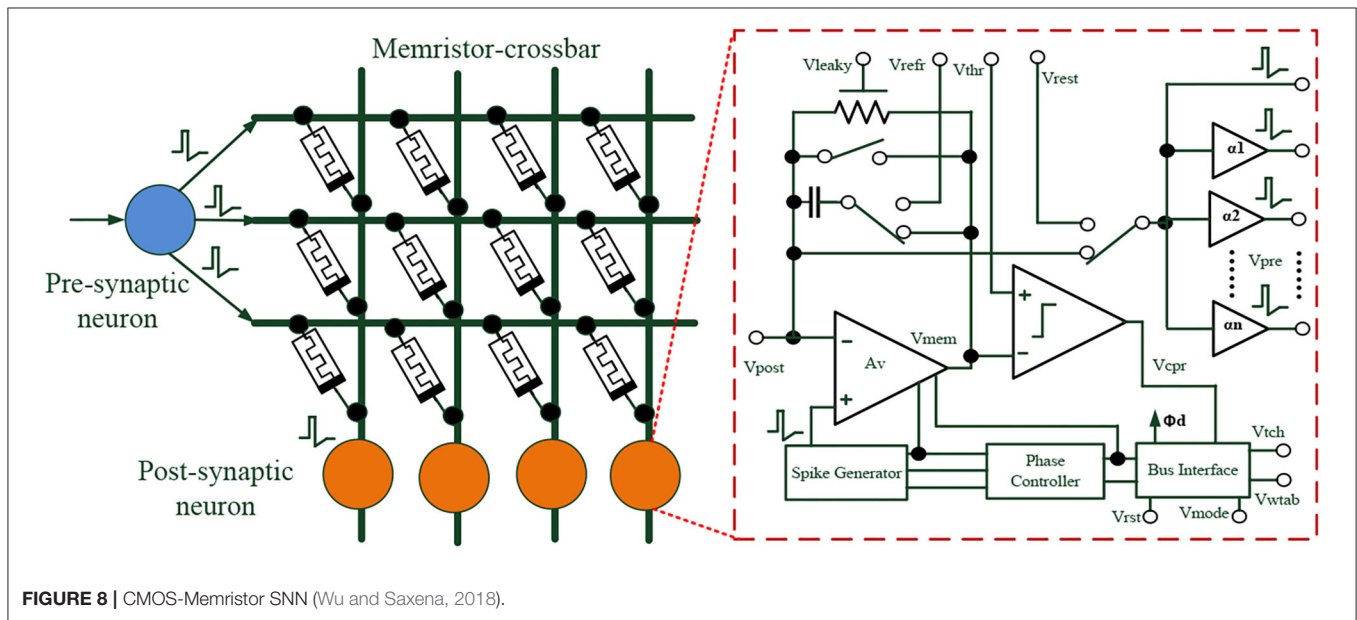 Memristor-crossbar
Pre-synaptic
neuron
Post-synaptic
neuron
Vleaky
Vrefr
Vthr
Vrest
α1
α2
Vpre
αn
Vpost
−
Av
+
Vmem
+
−
Vcpr
Φd
Spike Generator
Phase
Controller
Bus Interface
Vtch
Vwtab
Vrst
Vmode
FIGURE 8 | CMOS-Memristor SNN (Wu and Saxena, 2018).